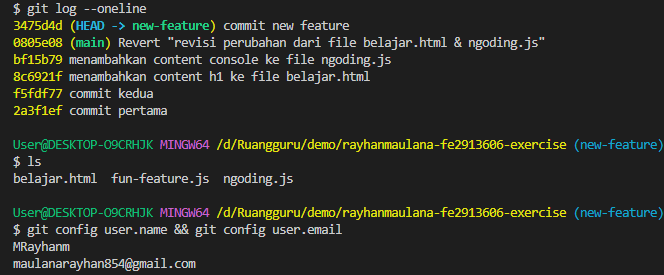 $ git log --oneline
3475d4d (HEAD -> new-feature) commit new feature
0805e08 (main) Revert "revisi perubahan dari file belajar.html & ngoding.js"
bf15b79 menambahkan content console ke file ngoding.js
8c6921f menambahkan content h1 ke file belajar.html
f5fdf77 commit kedua
2a3f1ef commit pertama
User@DESKTOP-O9CRHJK MINGW64 /d/Ruangguru/demo/rayhanmaulana-fe2913606-exercise (new-feature)
$ ls
belajar.html  fun-feature.js  ngoding.js
User@DESKTOP-O9CRHJK MINGW64 /d/Ruangguru/demo/rayhanmaulana-fe2913606-exercise (new-feature)
$ git config user.name && git config user.email
MRayhanm
maulanarayhan854@gmail.com